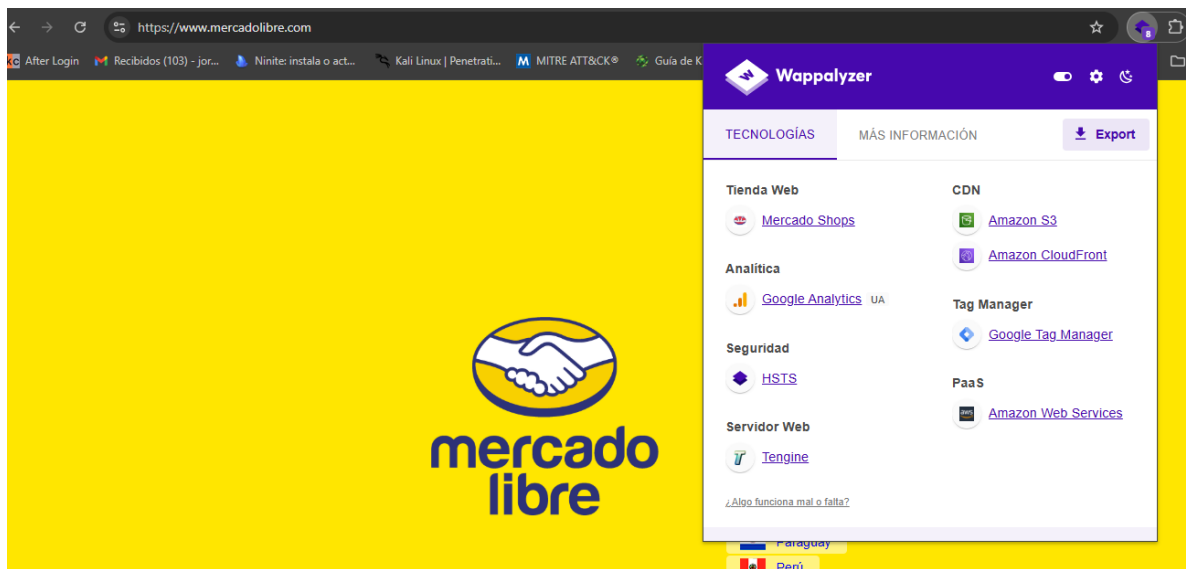 https://www.mercadolibre.com
8
After Login
Recibidos (103) - jor...
Ninite: instala o act...
Kali Linux | Penetrati...
MITRE ATT&CK®
Guía de K
Wappalyzer
TECNOLOGÍAS
MÁS INFORMACIÓN
Export
Tienda Web
Mercado Shops
Analítica
Google Analytics UA
Seguridad
HSTS
Servidor Web
Tengine
¿Algo funciona mal o falta?
CDN
Amazon S3
Amazon CloudFront
Tag Manager
Google Tag Manager
PaaS
Amazon Web Services
mercado
libre
Paraguay
Perú